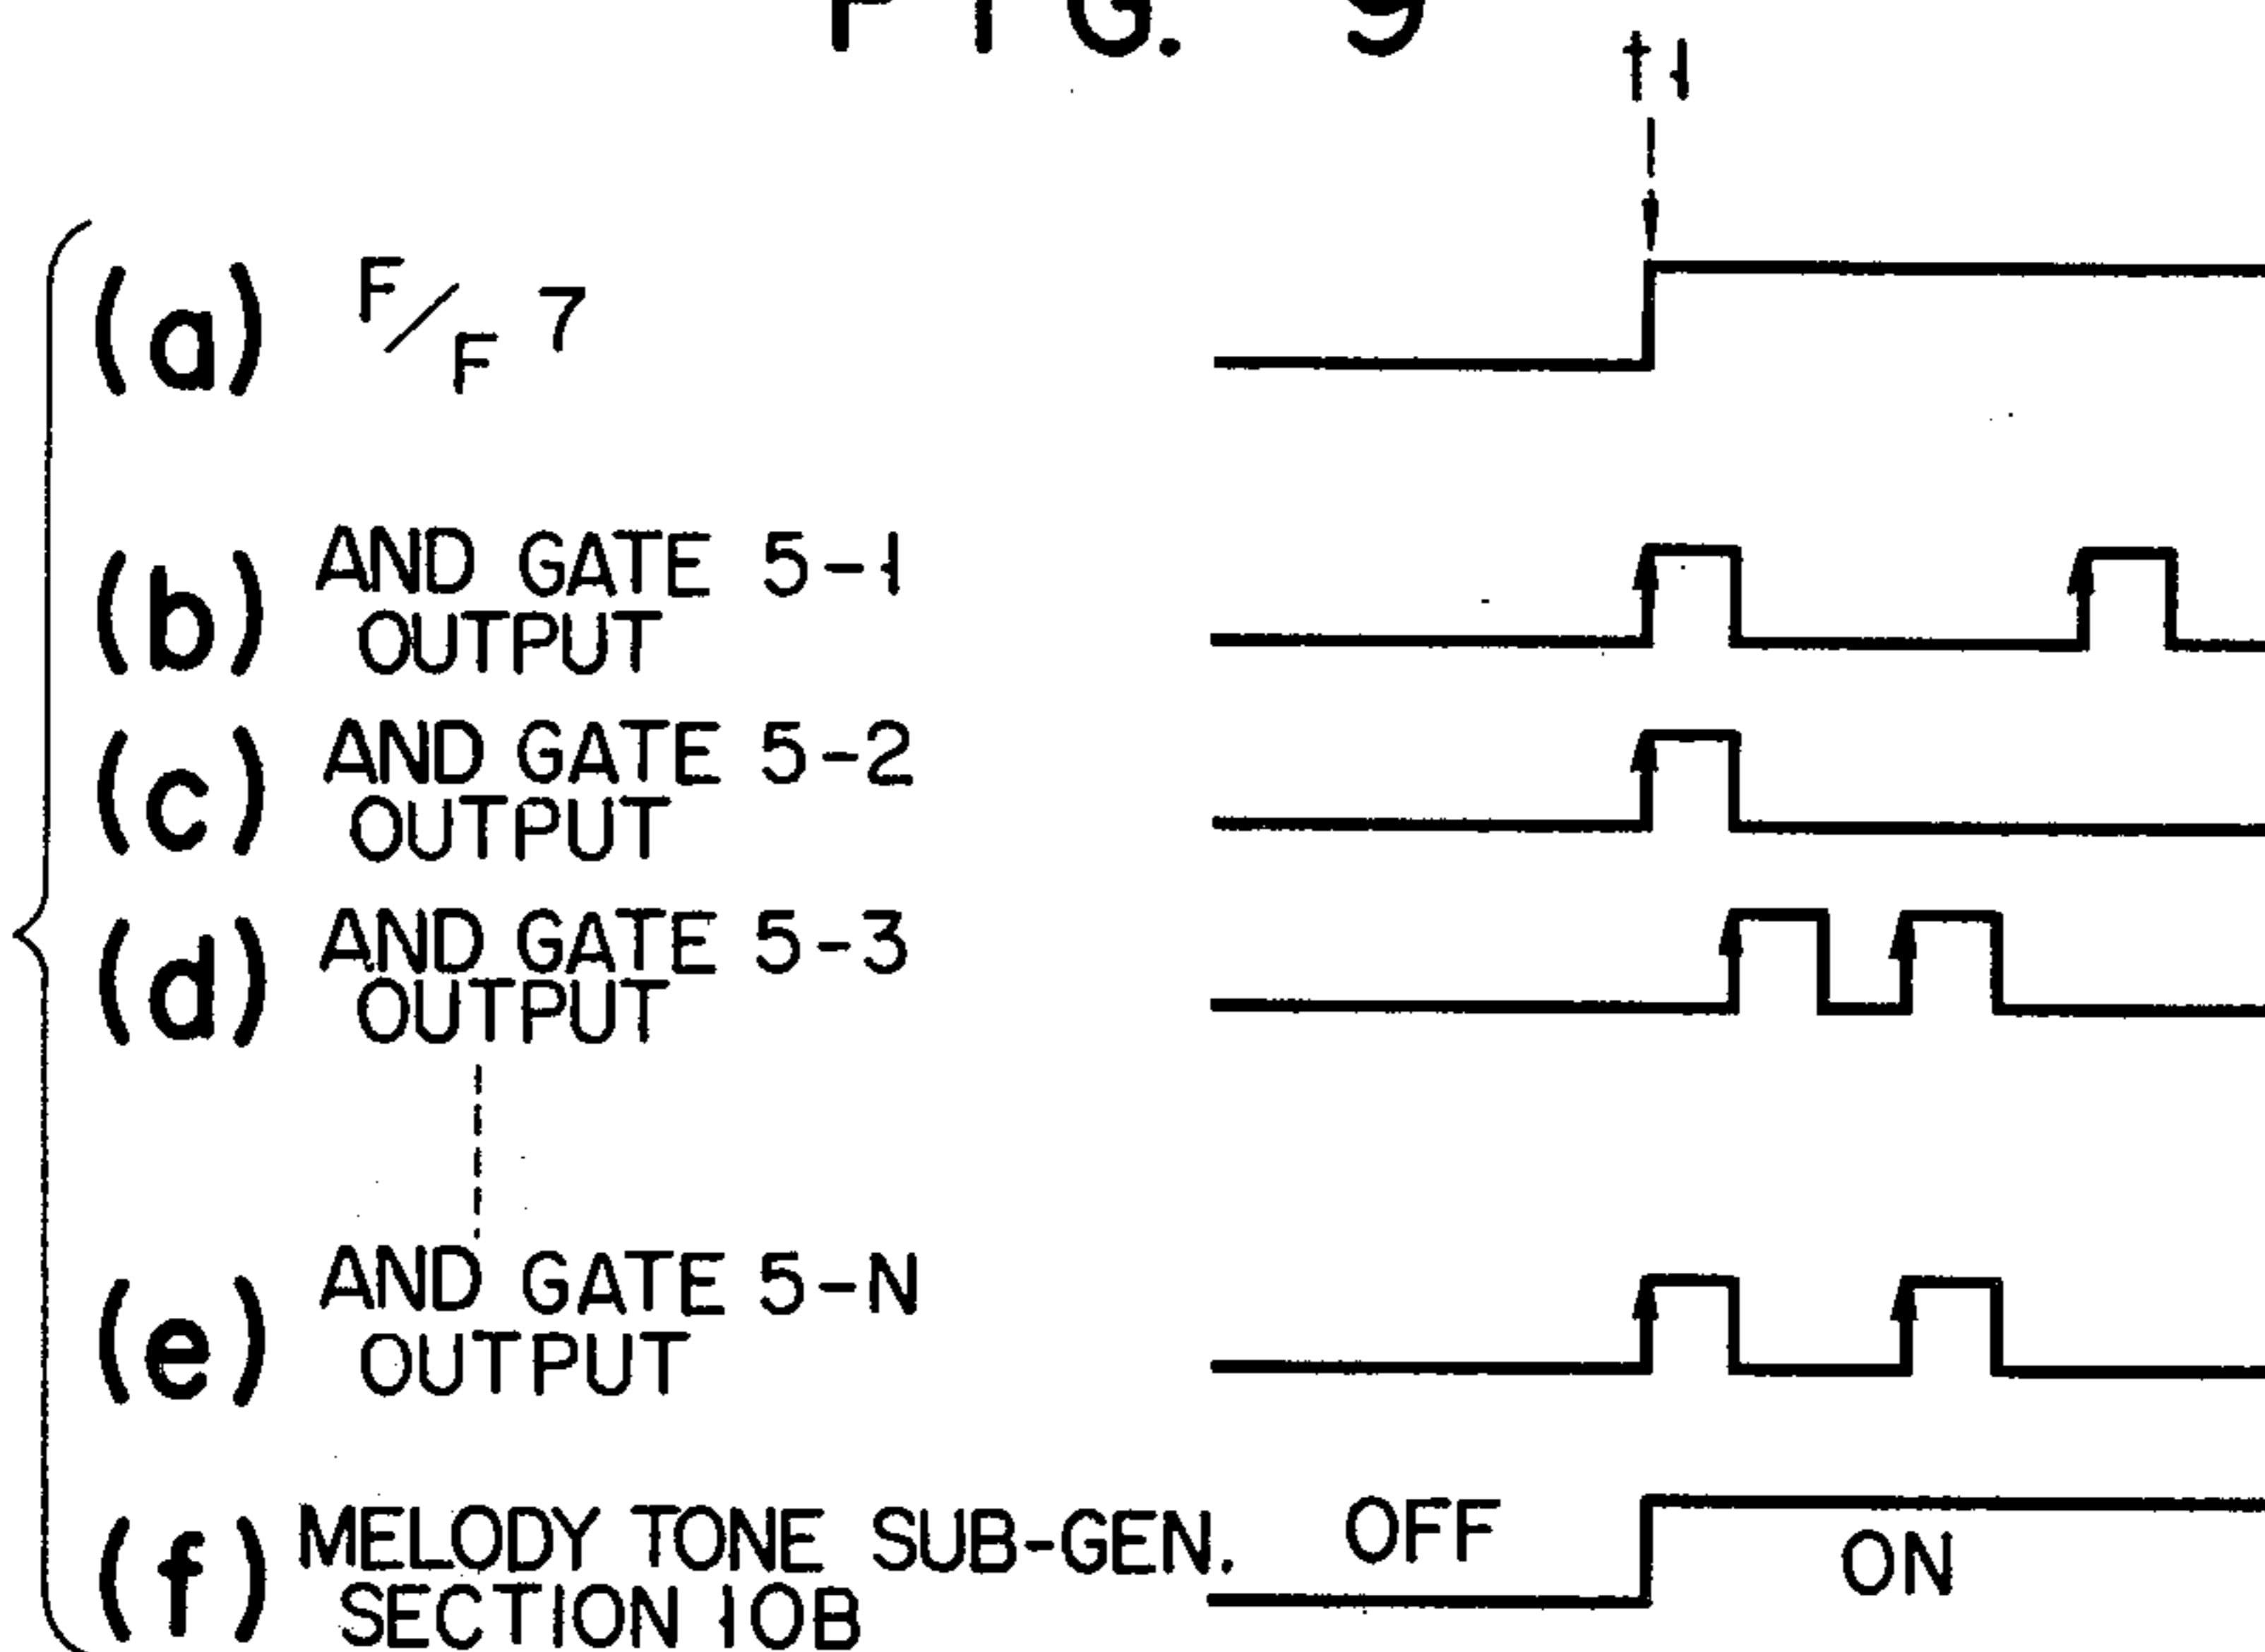 FIG. 9
t1
(a) F/F 7
(b) AND GATE 5-1
OUTPUT
(c) AND GATE 5-2
OUTPUT
(d) AND GATE 5-3
OUTPUT
(e) AND GATE 5-N
OUTPUT
(f) MELODY TONE SUB-GEN.
SECTION 10B
OFF
ON